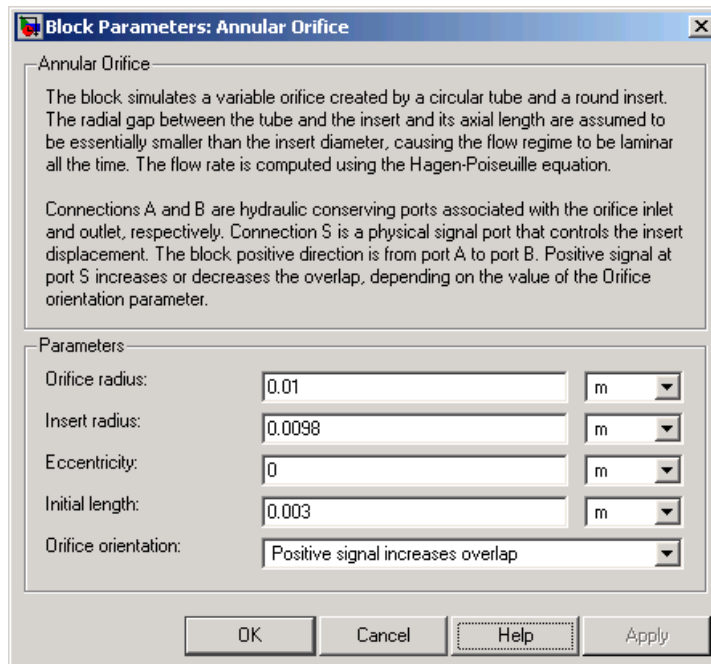 Block Parameters: Annular Orifice
Annular Orifice
The block simulates a variable orifice created by a circular tube and a round insert.
The radial gap between the tube and the insert and its axial length are assumed to
be essentially smaller than the insert diameter, causing the flow regime to be laminar
all the time. The flow rate is computed using the Hagen-Poiseuille equation.
Connections A and B are hydraulic conserving ports associated with the orifice inlet
and outlet, respectively. Connection S is a physical signal port that controls the insert
displacement. The block positive direction is from port A to port B. Positive signal at
port S increases or decreases the overlap, depending on the value of the Orifice
orientation parameter.
Parameters
Orifice radius: 0.01 m
Insert radius: 0.0098 m
Eccentricity: 0 m
Initial length: 0.003 m
Orifice orientation: Positive signal increases overlap
OK Cancel Help Apply